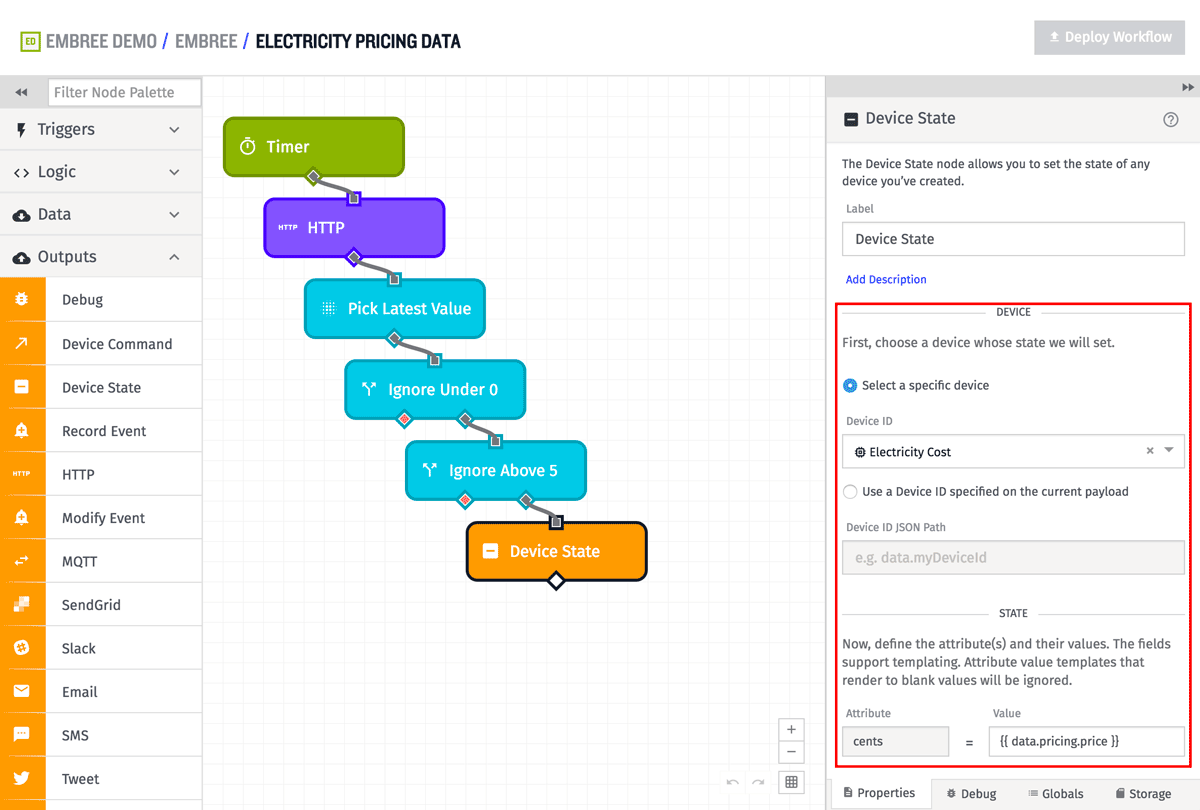 ED EMBREE DEMO / EMBREE / ELECTRICITY PRICING DATA
Deploy Workflow
Filter Node Palette
Triggers
Logic
Data
Outputs
Debug
Device Command
Device State
Record Event
HTTP HTTP
Modify Event
MQTT
SendGrid
Slack
Email
SMS
Tweet
Timer
HTTP HTTP
Pick Latest Value
Ignore Under 0
Ignore Above 5
Device State
Device State
The Device State node allows you to set the state of any
device you've created.
Label
Device State
Add Description
DEVICE
First, choose a device whose state we will set.
Select a specific device
Device ID
Electricity Cost
Use a Device ID specified on the current payload
Device ID JSON Path
e.g. data.myDeviceId
STATE
Now, define the attribute(s) and their values. The fields
support templating. Attribute value templates that
render to blank values will be ignored.
Attribute Value
cents = {{ data.pricing.price }}
Properties Debug Globals Storage